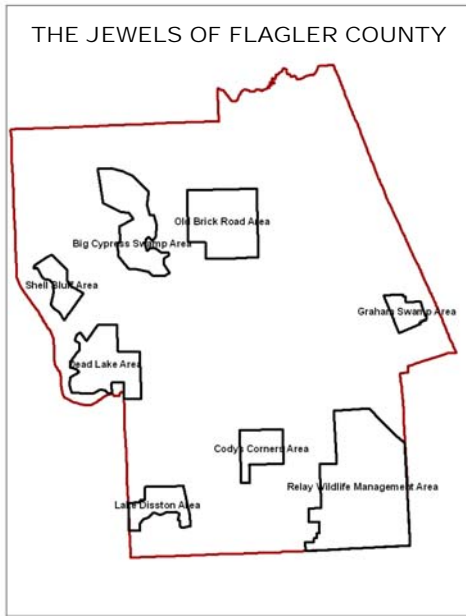 THE JEWELS OF FLAGLER COUNTY
Old Brick Road Area
Big Cypress Swamp Area
Shell Bluff Area
Graham Swamp Area
Dead Lake Area
Codys Corners Area
Relay Wildlife Management Area
Lake Disston Area